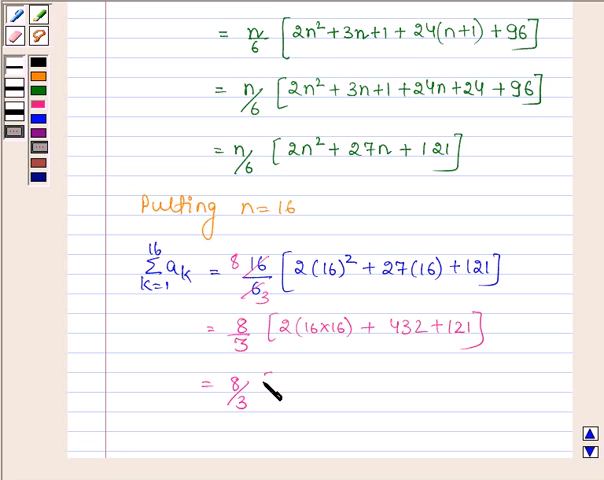 = n/6 [2n² + 3n + 1 + 24(n+1) + 96]
= n/6 [2n² + 3n + 1 + 24n + 24 + 96]
= n/6 [2n² + 27n + 121]
Putting n = 16
16 Σ k=1 aₖ = 8 16/6 3 [2(16)² + 27(16) + 121]
= 8/3 [2(16×16) + 432 + 121]
= 8/3 [